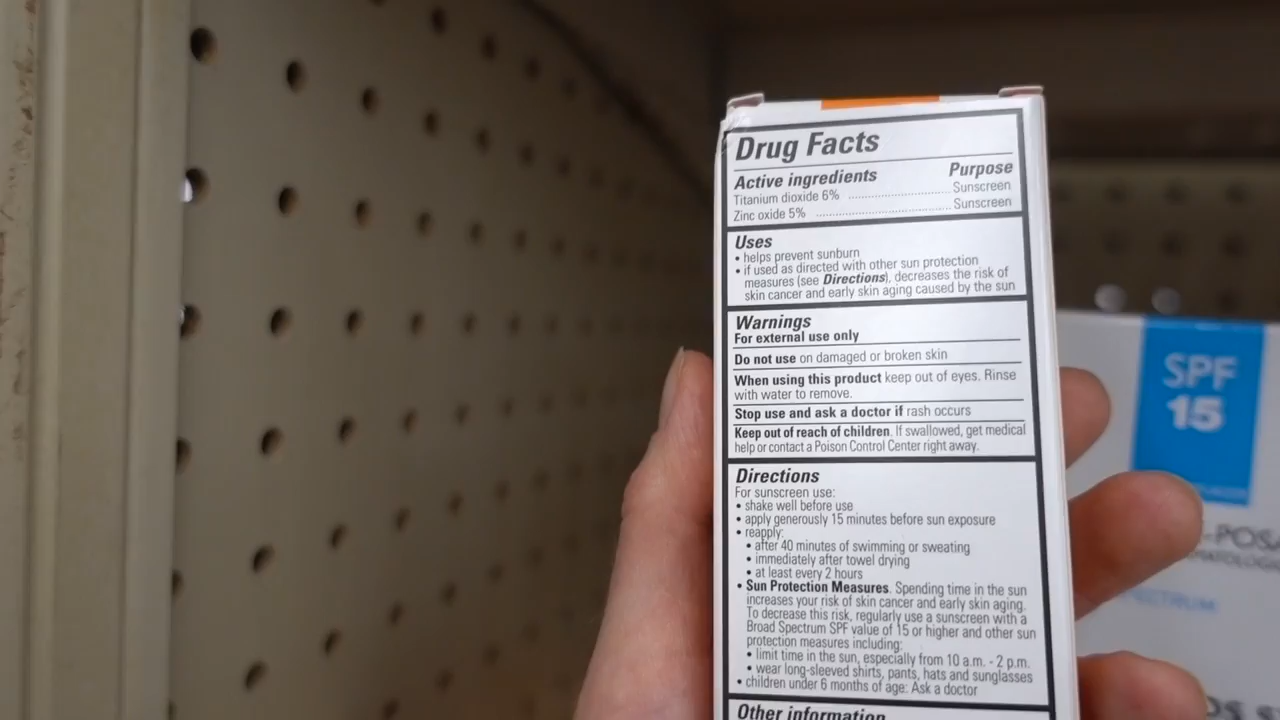 Drug Facts
Active ingredients Purpose
Titanium dioxide 6% ........................ Sunscreen
Zinc oxide 5% ................................ Sunscreen
Uses
• helps prevent sunburn
• if used as directed with other sun protection
measures (see Directions), decreases the risk of
skin cancer and early skin aging caused by the sun
Warnings
For external use only
Do not use on damaged or broken skin
When using this product keep out of eyes. Rinse
with water to remove.
Stop use and ask a doctor if rash occurs
Keep out of reach of children. If swallowed, get medical
help or contact a Poison Control Center right away.
Directions
For sunscreen use:
• shake well before use
• apply generously 15 minutes before sun exposure
• reapply:
• after 40 minutes of swimming or sweating
• immediately after towel drying
• at least every 2 hours
• Sun Protection Measures. Spending time in the sun
increases your risk of skin cancer and early skin aging.
To decrease this risk, regularly use a sunscreen with a
Broad Spectrum SPF value of 15 or higher and other sun
protection measures including:
• limit time in the sun, especially from 10 a.m. - 2 p.m.
• wear long-sleeved shirts, pants, hats and sunglasses
• children under 6 months of age: Ask a doctor
Other information
SPF
15